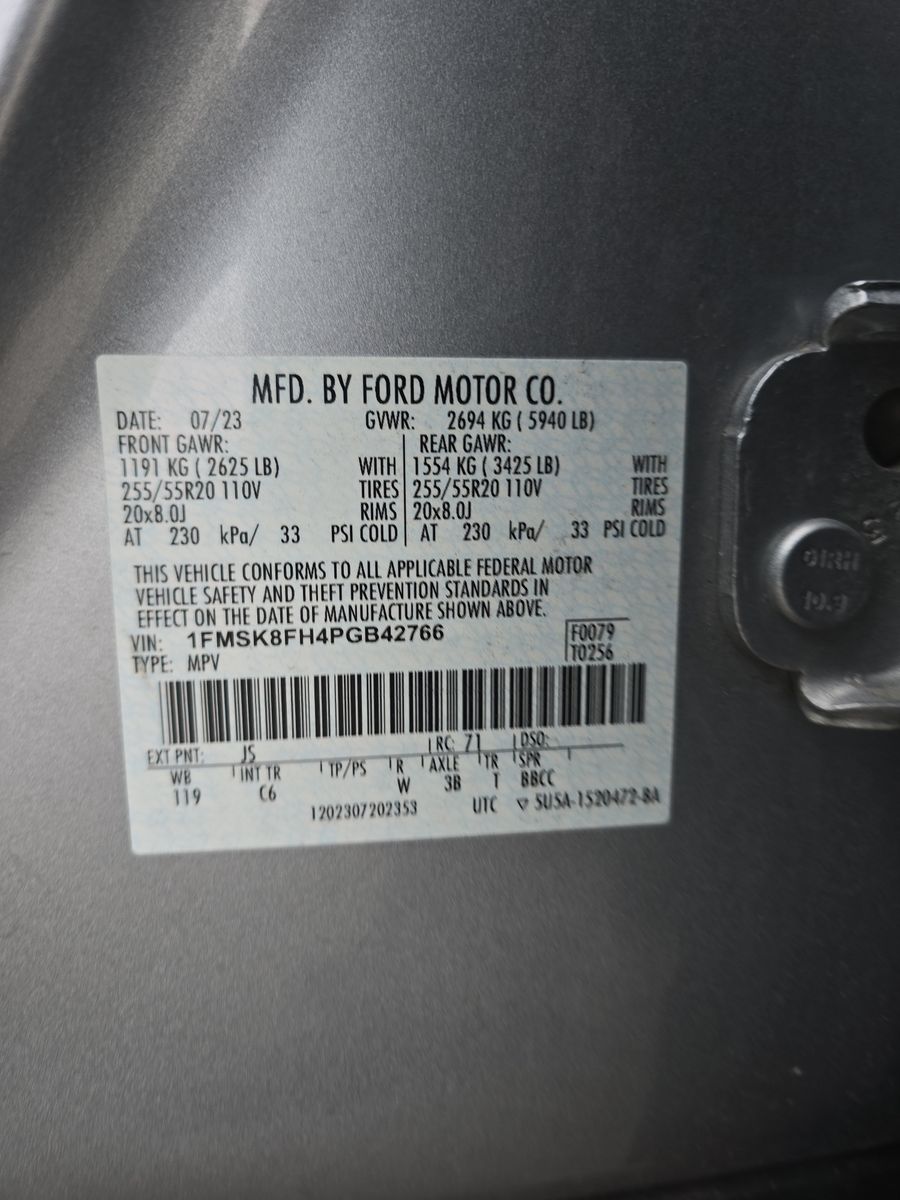 MFD. BY FORD MOTOR CO.
DATE: 07/23 GVWR: 2694 KG ( 5940 LB)
FRONT GAWR: REAR GAWR:
1191 KG ( 2625 LB) WITH 1554 KG ( 3425 LB) WITH
255/55R20 110V TIRES 255/55R20 110V TIRES
20x8.0J RIMS 20x8.0J RIMS
AT 230 kPa/ 33 PSI COLD AT 230 kPa/ 33 PSI COLD
THIS VEHICLE CONFORMS TO ALL APPLICABLE FEDERAL MOTOR
VEHICLE SAFETY AND THEFT PREVENTION STANDARDS IN
EFFECT ON THE DATE OF MANUFACTURE SHOWN ABOVE.
VIN: 1FMSK8FH4PGB42766 F0079
TYPE: MPV T0256
EXT PNT: JS RC: 71 DSO:
WB INT TR TP/PS R AXLE TR SPR
119 C6 W 3B T BBCC
1202307202353 UTC ▽ 5U5A-1520472-BA
10.9